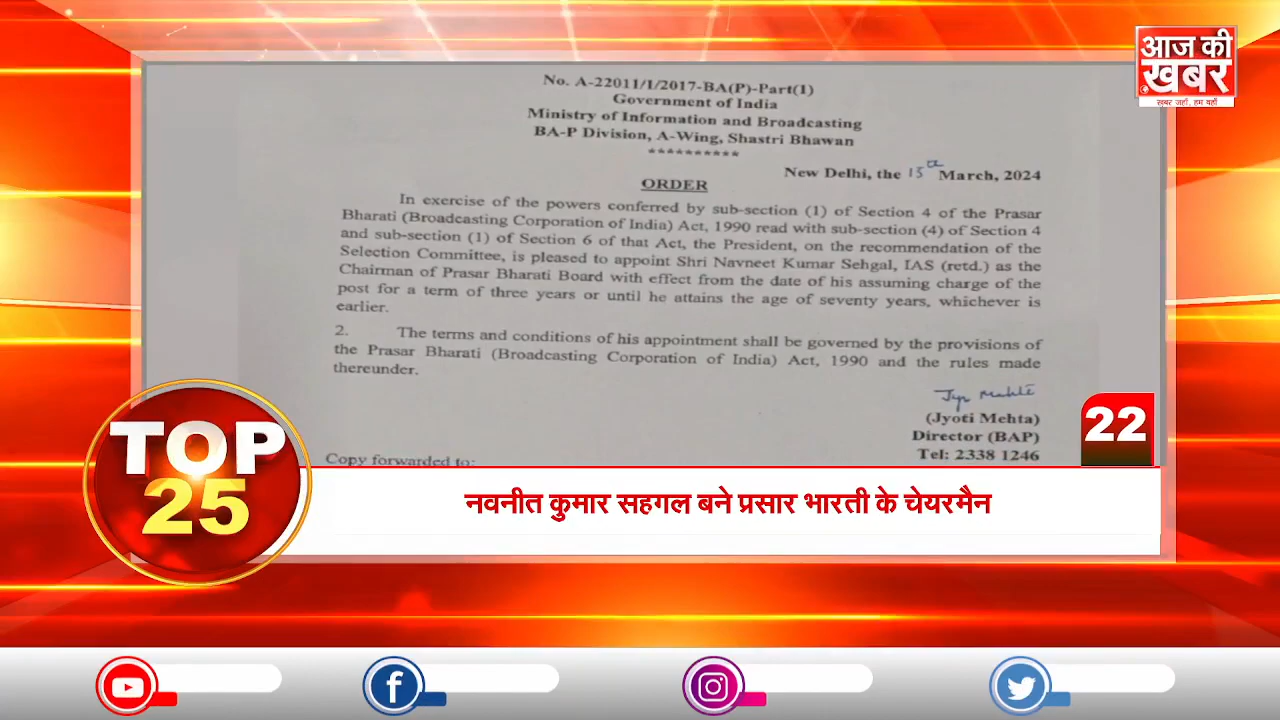 आज की
खबर
खबर जहाँ, हम वहाँ
No. A-22011/1/2017-BA(P)-Part(1)
Government of India
Ministry of Information and Broadcasting
BA-P Division, A-Wing, Shastri Bhawan
**********
New Delhi, the 15th March, 2024
ORDER
In exercise of the powers conferred by sub-section (1) of Section 4 of the Prasar
Bharati (Broadcasting Corporation of India) Act, 1990 read with sub-section (4) of Section 4
and sub-section (1) of Section 6 of that Act, the President, on the recommendation of the
Selection Committee, is pleased to appoint Shri Navneet Kumar Sehgal, IAS (retd.) as the
Chairman of Prasar Bharati Board with effect from the date of his assuming charge of the
post for a term of three years or until he attains the age of seventy years, whichever is
earlier.
2. The terms and conditions of his appointment shall be governed by the provisions of
the Prasar Bharati (Broadcasting Corporation of India) Act, 1990 and the rules made
thereunder.
(Jyoti Mehta)
Director (BAP)
Tel: 2338 1246
Copy forwarded to:
TOP
25
22
नवनीत कुमार सहगल बने प्रसार भारती के चेयरमैन